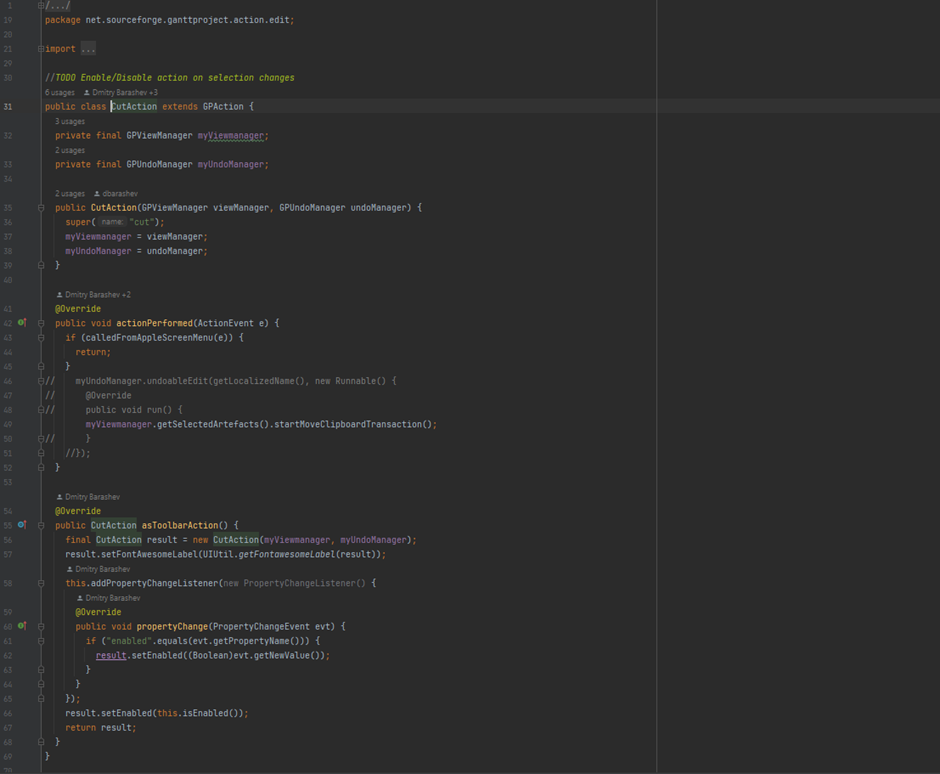 1 /.../
19 package net.sourceforge.ganttproject.action.edit;
20
21 import ...
29
30 //TODO Enable/Disable action on selection changes
6 usages Dmitry Barashev +3
31 public class CutAction extends GPAction {
3 usages
32 private final GPViewManager myViewmanager;
2 usages
33 private final GPUndoManager myUndoManager;
34
2 usages dbarashev
35 public CutAction(GPViewManager viewManager, GPUndoManager undoManager) {
36 super( name: "cut");
37 myViewmanager = viewManager;
38 myUndoManager = undoManager;
39 }
40
Dmitry Barashev +2
41 @Override
42 public void actionPerformed(ActionEvent e) {
43 if (calledFromAppleScreenMenu(e)) {
44 return;
45 }
46 // myUndoManager.undoableEdit(getLocalizedName(), new Runnable() {
47 // @Override
48 // public void run() {
49 myViewmanager.getSelectedArtefacts().startMoveClipboardTransaction();
50 // }
51 //});
52 }
53
Dmitry Barashev
54 @Override
55 public CutAction asToolbarAction() {
56 final CutAction result = new CutAction(myViewmanager, myUndoManager);
57 result.setFontAwesomeLabel(UIUtil.getFontawesomeLabel(result));
Dmitry Barashev
58 this.addPropertyChangeListener(new PropertyChangeListener() {
Dmitry Barashev
59 @Override
60 public void propertyChange(PropertyChangeEvent evt) {
61 if ("enabled".equals(evt.getPropertyName())) {
62 result.setEnabled((Boolean)evt.getNewValue());
63 }
64 }
65 });
66 result.setEnabled(this.isEnabled());
67 return result;
68 }
69 }
70